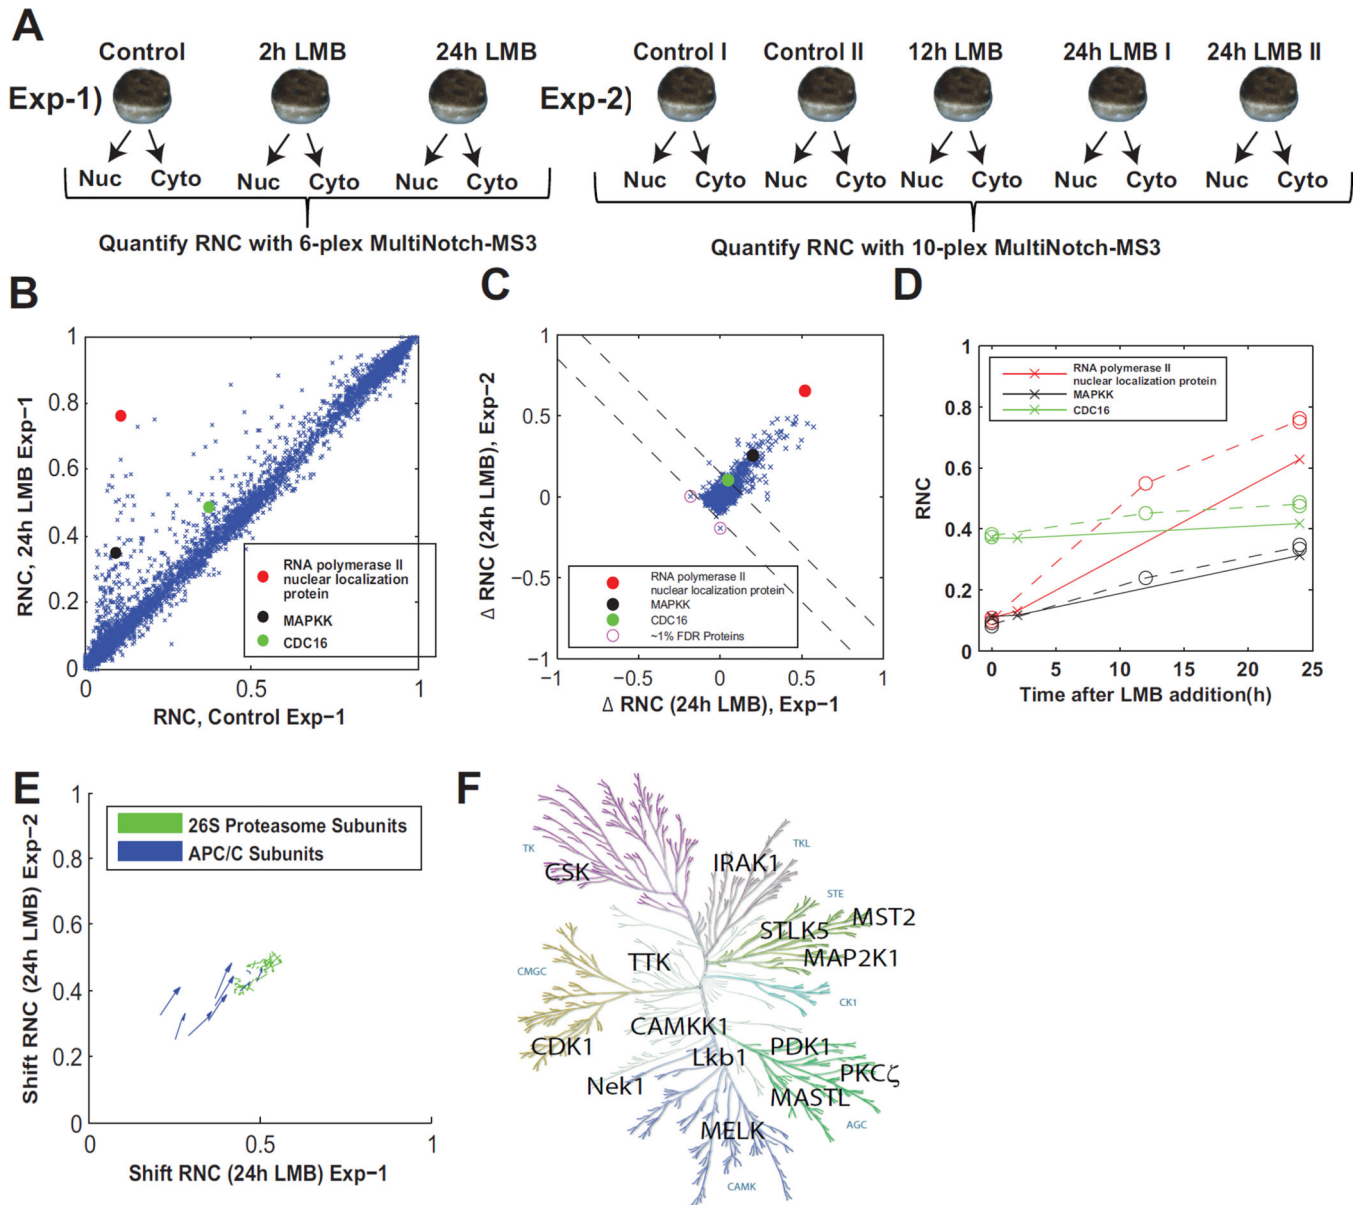 A
Control
2h LMB
24h LMB
Control I
Control II
12h LMB
24h LMB I
24h LMB II
Exp-1)
Exp-2)
Nuc Cyto
Nuc Cyto
Nuc Cyto
Nuc Cyto
Nuc Cyto
Nuc Cyto
Nuc Cyto
Nuc Cyto
Quantify RNC with 6-plex MultiNotch-MS3
Quantify RNC with 10-plex MultiNotch-MS3
B
RNC, 24h LMB Exp-1
1
0.8
0.6
0.4
0.2
0
0
0.5
1
RNA polymerase II
nuclear localization
protein
MAPKK
CDC16
RNC, Control Exp−1
C
Δ RNC (24h LMB), Exp-2
1
0.5
0
−0.5
−1
−1
−0.5
0
0.5
1
RNA polymerase II
nuclear localization protein
MAPKK
CDC16
~1% FDR Proteins
Δ RNC (24h LMB), Exp−1
D
RNC
1
0.8
0.6
0.4
0.2
0
0
5
10
15
20
25
RNA polymerase II
nuclear localization protein
MAPKK
CDC16
Time after LMB addition(h)
E
Shift RNC (24h LMB) Exp−2
1
0.8
0.6
0.4
0.2
0
0
0.5
1
26S Proteasome Subunits
APC/C Subunits
Shift RNC (24h LMB) Exp−1
F
TK
CSK
TKL
IRAK1
STE
MST2
STLK5
MAP2K1
TTK
CMGC
CK1
CAMKK1
CDK1
Lkb1
PDK1
PKCζ
Nek1
MASTL
AGC
MELK
CAMK